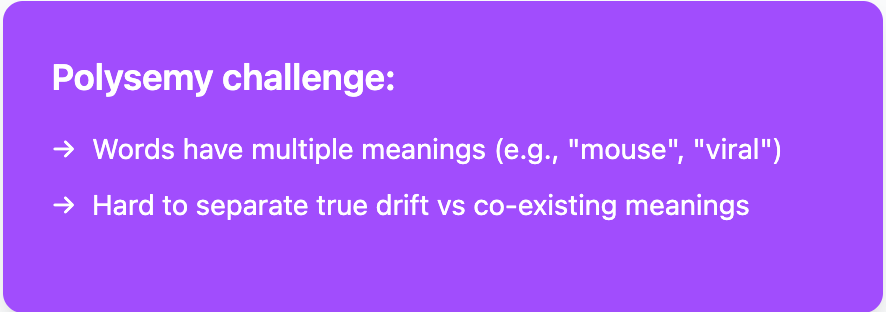 Polysemy challenge:
→ Words have multiple meanings (e.g., "mouse", "viral")
→ Hard to separate true drift vs co-existing meanings